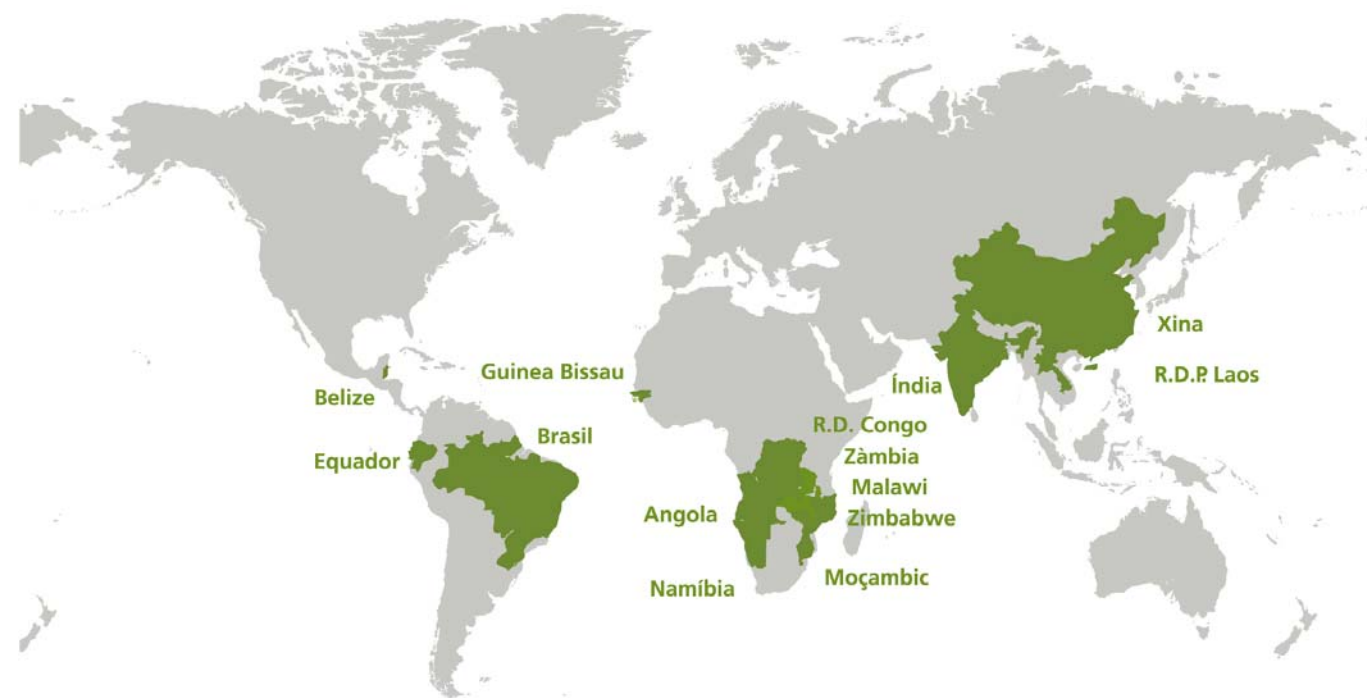 Xina
Guinea Bissau
Índia
R.D.P. Laos
Belize
R.D. Congo
Brasil
Zàmbia
Equador
Malawi
Angola
Zimbabwe
Moçambic
Namíbia